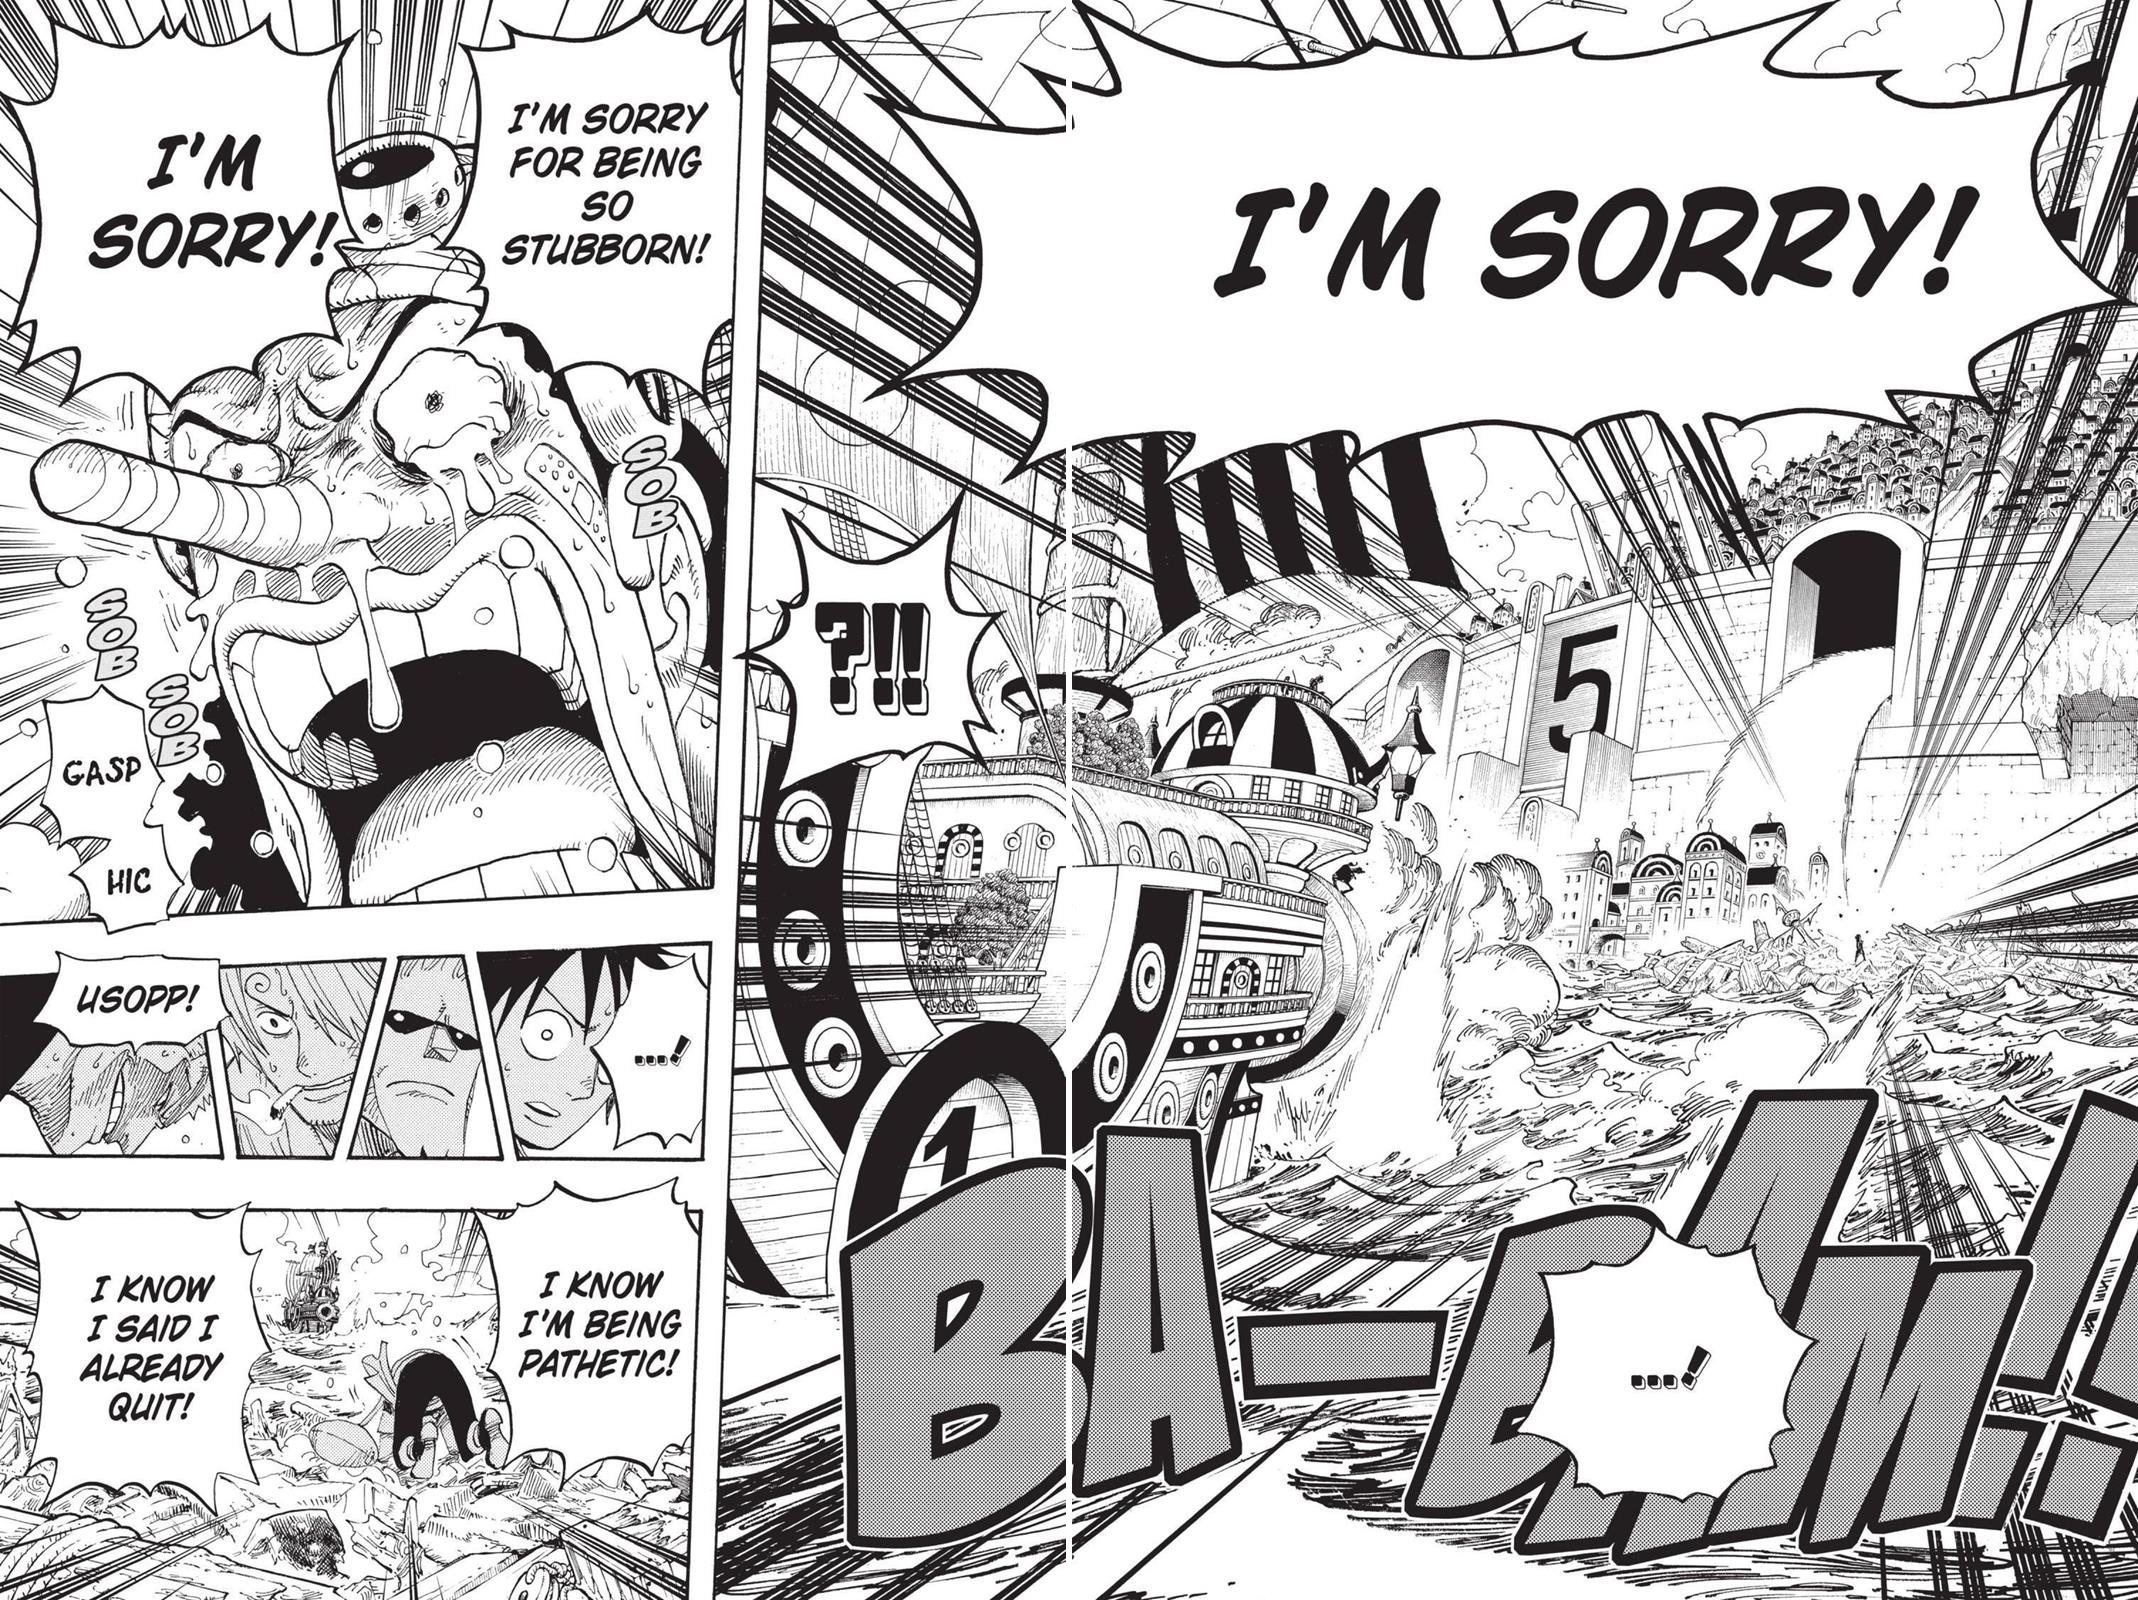 I'M SORRY!
5
?!!
1
BA-BAM!!
...!
I'M SORRY
FOR BEING
SO
STUBBORN!
I'M
SORRY!
SOB
SOB
SOB
GASP
HIC
...!
USOPP!
I KNOW
I'M BEING
PATHETIC!
I KNOW
I SAID I
ALREADY
QUIT!